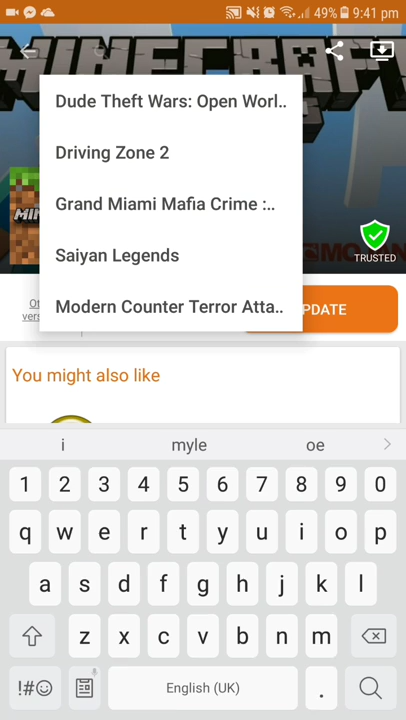 49% 9:41 pm
MINECRAFT
Dude Theft Wars: Open Worl..
Driving Zone 2
Grand Miami Mafia Crime :..
Saiyan Legends
Modern Counter Terror Atta..
TRUSTED
PDATE
You might also like
i myle oe
1 2 3 4 5 6 7 8 9 0
q w e r t y u i o p
a s d f g h j k l
z x c v b n m
!#☺ English (UK) .